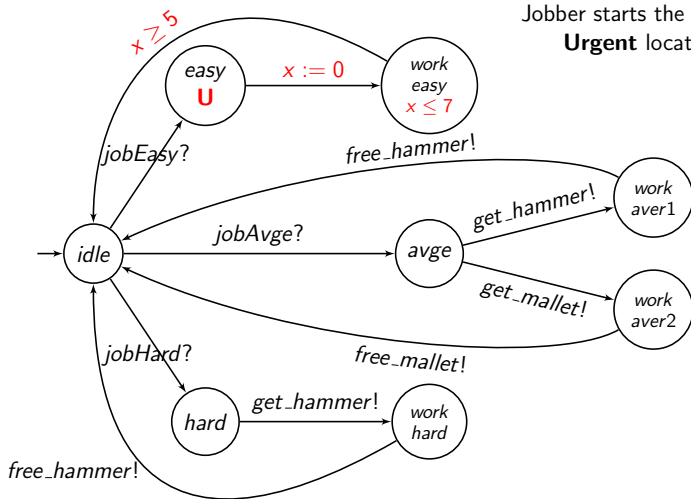 Jobber starts the
Urgent locat
x ≥ 5
easy
U
x := 0
work
easy
x ≤ 7
jobEasy?
free_hammer!
work
aver1
get_hammer!
idle
jobAvge?
avge
get_mallet!
work
aver2
free_mallet!
jobHard?
hard
get_hammer!
work
hard
free_hammer!